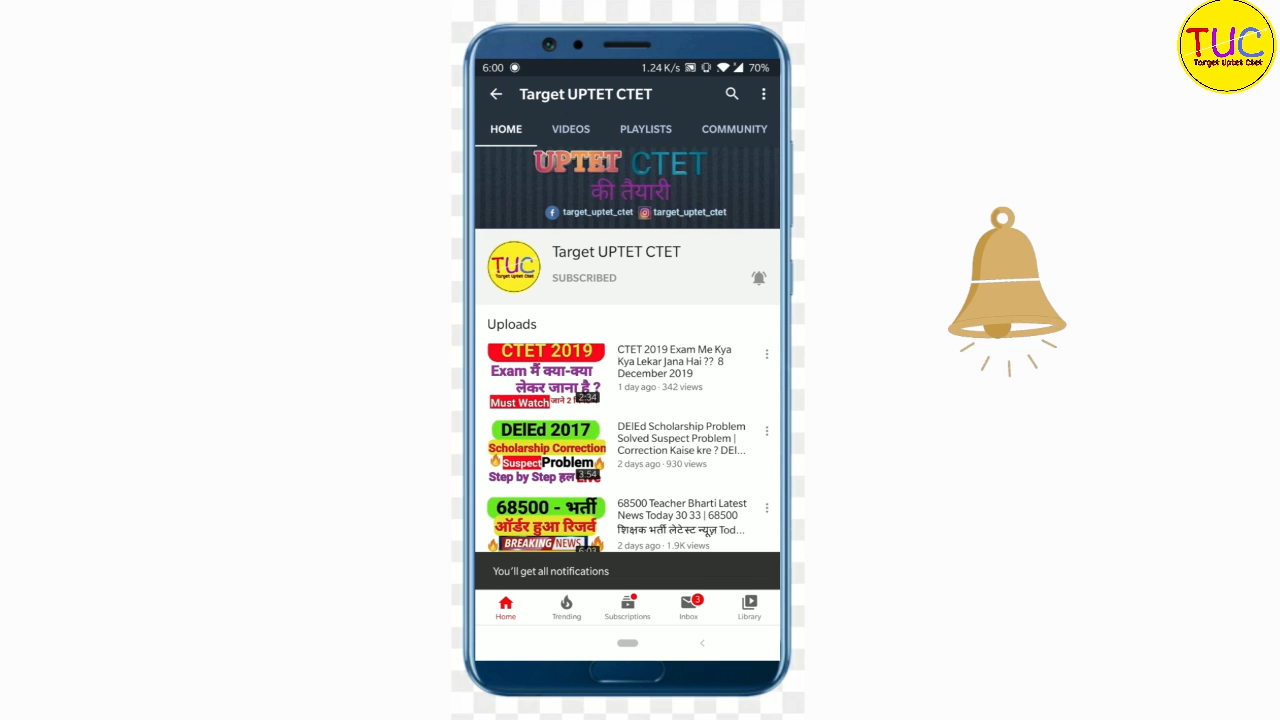 TUC
Target Uptet Ctet
6:00
1.24 K/s
70%
Target UPTET CTET
HOME VIDEOS PLAYLISTS COMMUNITY
UPTET CTET
की तैयारी
target_uptet_ctet target_uptet_ctet
TUC
Target Uptet Ctet
Target UPTET CTET
SUBSCRIBED
Uploads
CTET 2019
Exam मैं क्या-क्या
लेकर जाना है ?
Must Watch जाने 2
2:34
CTET 2019 Exam Me Kya
Kya Lekar Jana Hai ?? 8
December 2019
1 day ago · 342 views
DElEd 2017
Scholarship Correction
Suspect Problem
Step by Step हल
3:54
DElEd Scholarship Problem
Solved Suspect Problem |
Correction Kaise kre ? DEl...
2 days ago · 930 views
68500 - भर्ती
ऑर्डर हुआ रिजर्व
BREAKING NEWS
6:03
68500 Teacher Bharti Latest
News Today 30 33 | 68500
शिक्षक भर्ती लेटेस्ट न्यूज़ Tod...
2 days ago · 1.9K views
You'll get all notifications
3
Home Trending Subscriptions Inbox Library